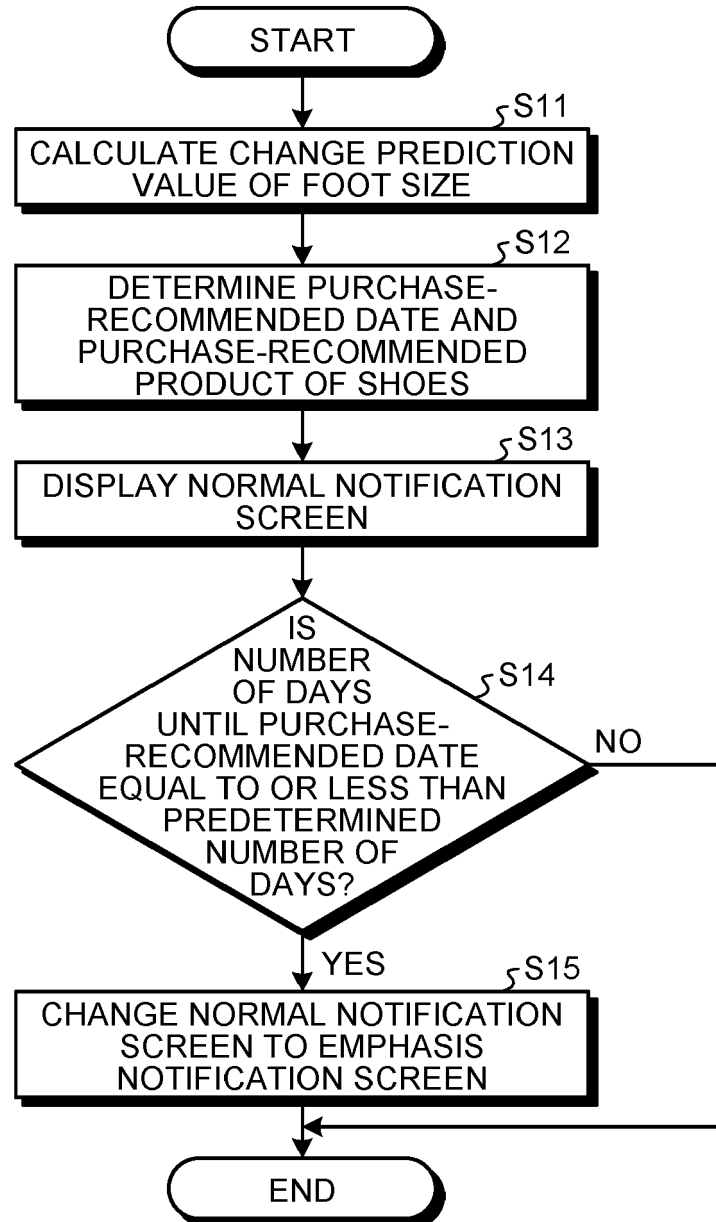 START
S11
CALCULATE CHANGE PREDICTION
VALUE OF FOOT SIZE
S12
DETERMINE PURCHASE-
RECOMMENDED DATE AND
PURCHASE-RECOMMENDED
PRODUCT OF SHOES
S13
DISPLAY NORMAL NOTIFICATION
SCREEN
S14
IS
NUMBER
OF DAYS
UNTIL PURCHASE-
RECOMMENDED DATE
EQUAL TO OR LESS THAN
PREDETERMINED
NUMBER OF
DAYS?
NO
YES
S15
CHANGE NORMAL NOTIFICATION
SCREEN TO EMPHASIS
NOTIFICATION SCREEN
END